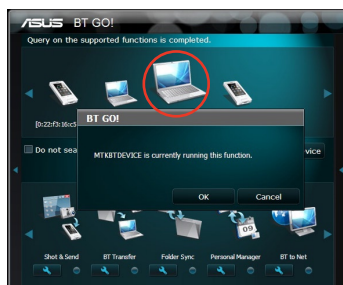 ASUS BT GO!
Query on the supported functions is completed.
[0:22:f3:16:c5
BT GO!
MTKBTDEVICE is currently running this function.
OK Cancel
Do not sea
vice
09
Shot & Send BT Transfer Folder Sync Personal Manager BT to Net